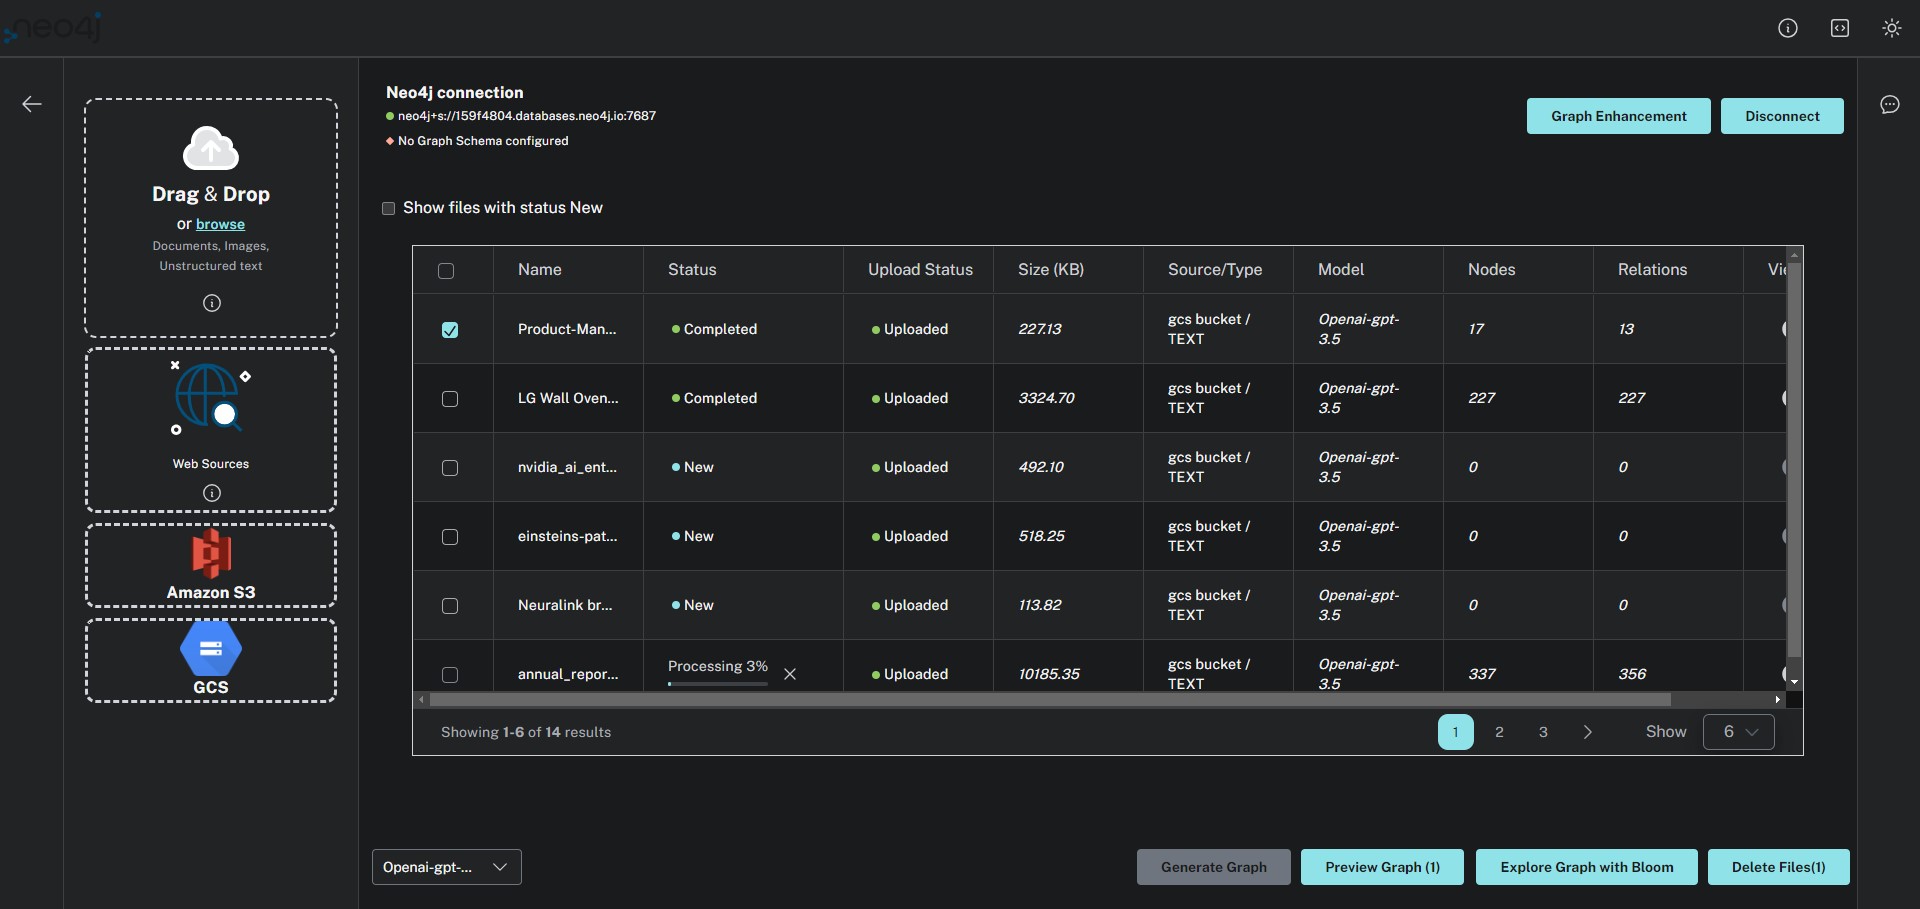 neo4j
Neo4j connection
neo4j+s://159f4804.databases.neo4j.io:7687
No Graph Schema configured
Graph Enhancement
Disconnect
Drag & Drop
or browse
Documents, Images,
Unstructured text
Web Sources
Amazon S3
GCS
Show files with status New
Name Status Upload Status Size (KB) Source/Type Model Nodes Relations Vi
Product-Man... Completed Uploaded 227.13 gcs bucket / TEXT Openai-gpt-3.5 17 13
LG Wall Oven... Completed Uploaded 3324.70 gcs bucket / TEXT Openai-gpt-3.5 227 227
nvidia_ai_ent... New Uploaded 492.10 gcs bucket / TEXT Openai-gpt-3.5 0 0
einsteins-pat... New Uploaded 518.25 gcs bucket / TEXT Openai-gpt-3.5 0 0
Neuralink br... New Uploaded 113.82 gcs bucket / TEXT Openai-gpt-3.5 0 0
annual_repor... Processing 3% Uploaded 10185.35 gcs bucket / TEXT Openai-gpt-3.5 337 356
Showing 1-6 of 14 results
1 2 3
Show 6
Openai-gpt-...
Generate Graph
Preview Graph (1)
Explore Graph with Bloom
Delete Files(1)